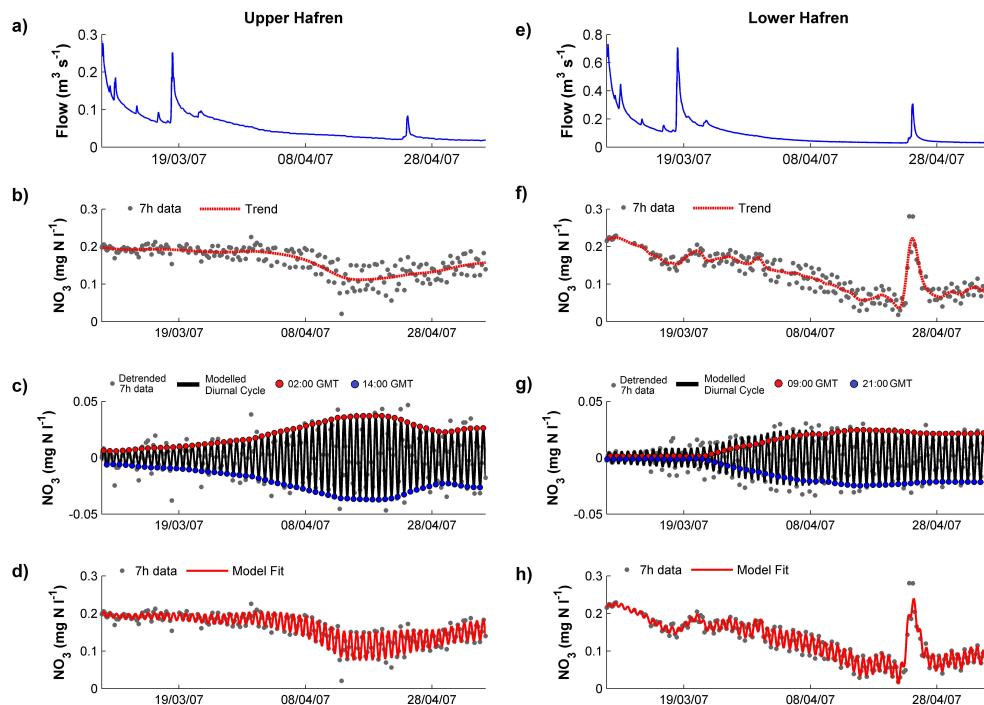 Upper Hafren
a)
Flow (m³ s⁻¹)
0.3
0.2
0.1
0
19/03/07 08/04/07 28/04/07
b)
NO₃ (mg N l⁻¹)
7h data Trend
0.3
0.2
0.1
0
19/03/07 08/04/07 28/04/07
c)
NO₃ (mg N l⁻¹)
Detrended 7h data
Modelled Diurnal Cycle
02:00 GMT
14:00 GMT
0.05
0
-0.05
19/03/07 08/04/07 28/04/07
d)
NO₃ (mg N l⁻¹)
7h data Model Fit
0.3
0.2
0.1
0
19/03/07 08/04/07 28/04/07
Lower Hafren
e)
Flow (m³ s⁻¹)
0.8
0.6
0.4
0.2
0
19/03/07 08/04/07 28/04/07
f)
NO₃ (mg N l⁻¹)
7h data Trend
0.3
0.2
0.1
0
19/03/07 08/04/07 28/04/07
g)
NO₃ (mg N l⁻¹)
Detrended 7h data
Modelled Diurnal Cycle
09:00 GMT
21:00 GMT
0.05
0
-0.05
19/03/07 08/04/07 28/04/07
h)
NO₃ (mg N l⁻¹)
7h data Model Fit
0.3
0.2
0.1
0
19/03/07 08/04/07 28/04/07